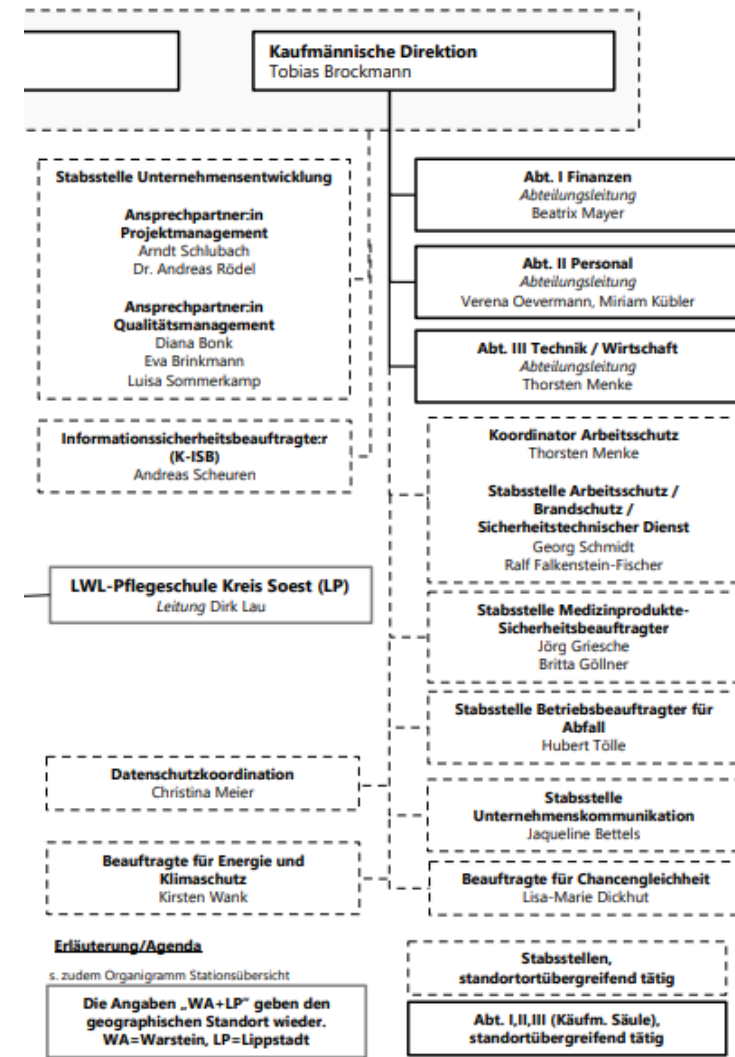 Kaufmännische Direktion
Tobias Brockmann
Stabsstelle Unternehmensentwicklung
Ansprechpartner:in
Projektmanagement
Arndt Schlubach
Dr. Andreas Rödel
Ansprechpartner:in
Qualitätsmanagement
Diana Bonk
Eva Brinkmann
Luisa Sommerkamp
Abt. I Finanzen
Abteilungsleitung
Beatrix Mayer
Abt. II Personal
Abteilungsleitung
Verena Oevermann, Miriam Kübler
Abt. III Technik / Wirtschaft
Abteilungsleitung
Thorsten Menke
Informationssicherheitsbeauftragte:r
(K-ISB)
Andreas Scheuren
Koordinator Arbeitsschutz
Thorsten Menke
Stabsstelle Arbeitsschutz /
Brandschutz /
Sicherheitstechnischer Dienst
Georg Schmidt
Ralf Falkenstein-Fischer
LWL-Pflegeschule Kreis Soest (LP)
Leitung Dirk Lau
Stabsstelle Medizinprodukte-
Sicherheitsbeauftragter
Jörg Griesche
Britta Göllner
Stabsstelle Betriebsbeauftragter für
Abfall
Hubert Tölle
Datenschutzkoordination
Christina Meier
Stabsstelle
Unternehmenskommunikation
Jaqueline Bettels
Beauftragte für Energie und
Klimaschutz
Kirsten Wank
Beauftragte für Chancengleichheit
Lisa-Marie Dickhut
Erläuterung/Agenda
s. zudem Organigramm Stationsübersicht
Die Angaben „WA+LP" geben den
geographischen Standort wieder.
WA=Warstein, LP=Lippstadt
Stabsstellen,
standortortübergreifend tätig
Abt. I,II,III (Käufm. Säule),
standortübergreifend tätig